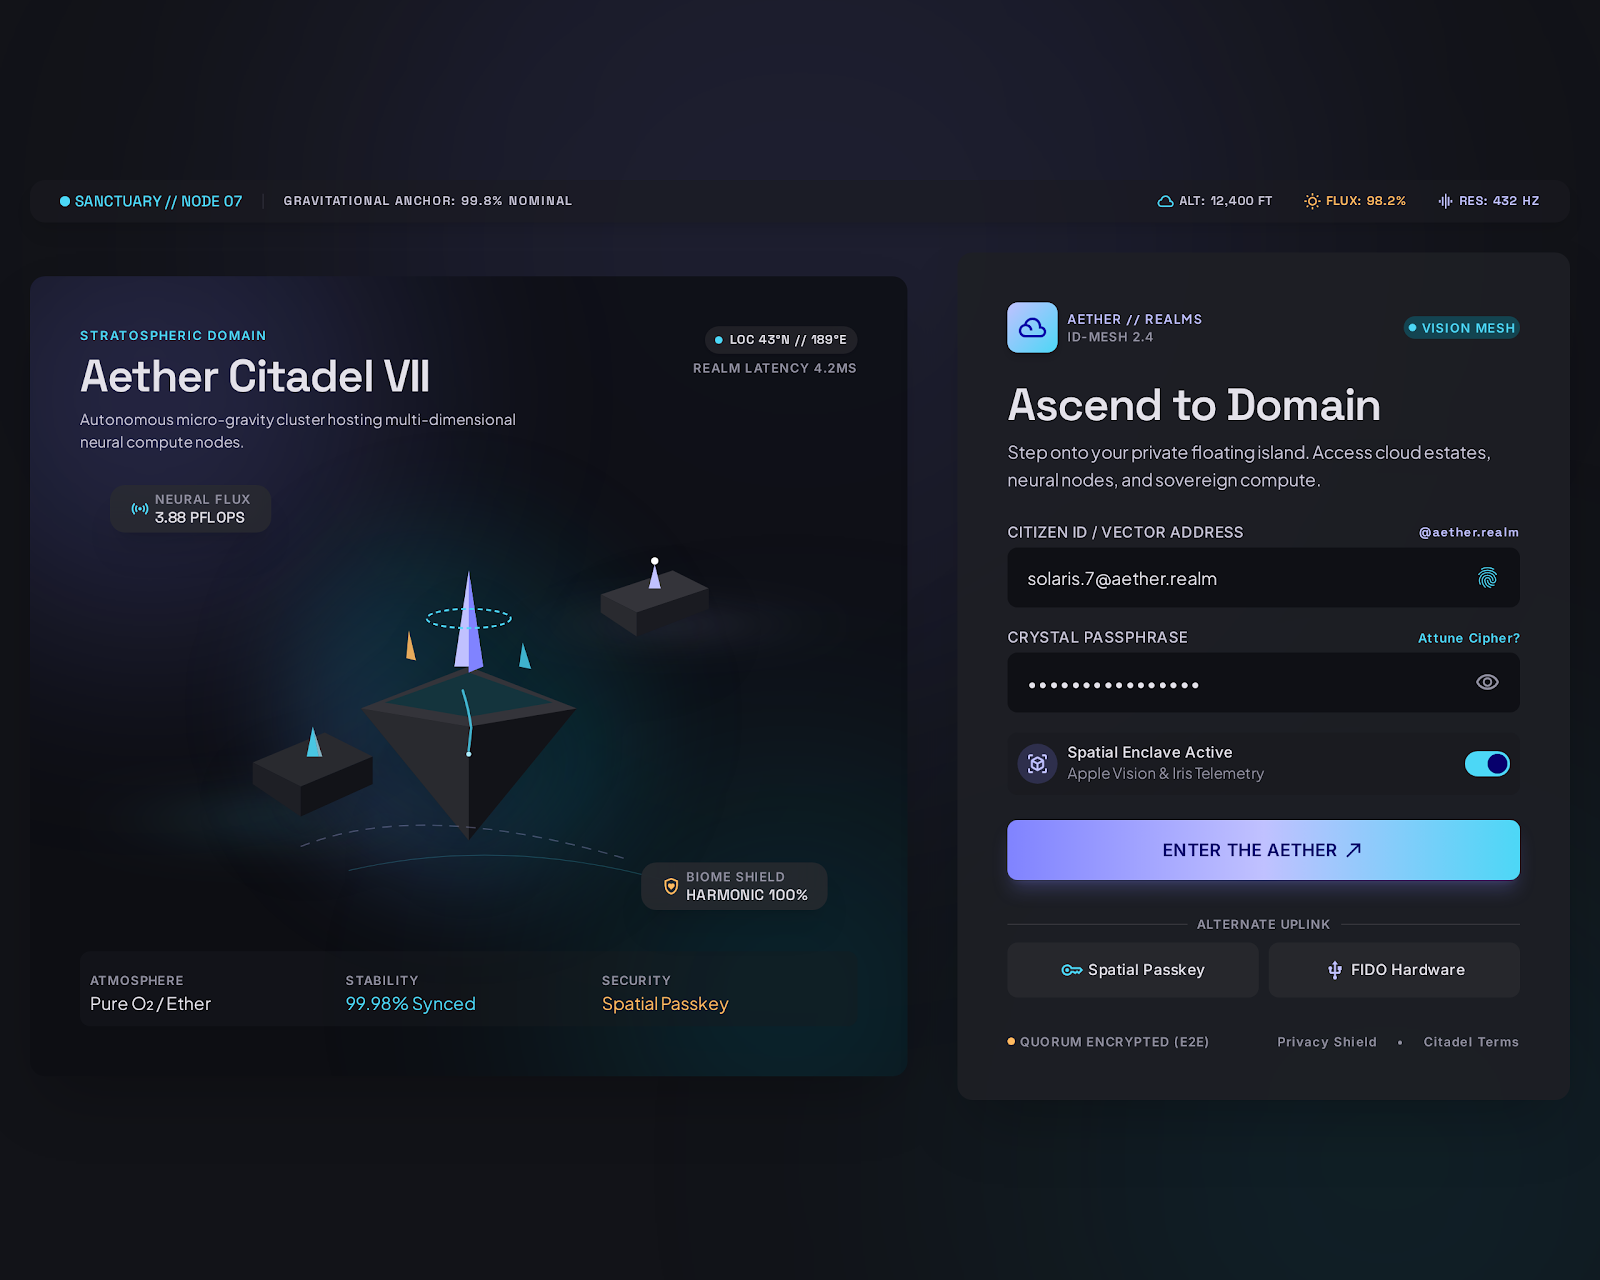 SANCTUARY // NODE 07
GRAVITATIONAL ANCHOR: 99.8% NOMINAL
ALT: 12,400 FT
FLUX: 98.2%
RES: 432 HZ
STRATOSPHERIC DOMAIN
Aether Citadel VII
Autonomous micro-gravity cluster hosting multi-dimensional
neural compute nodes.
LOC 43°N // 189°E
REALM LATENCY 4.2MS
NEURAL FLUX
3.88 PFLOPS
BIOME SHIELD
HARMONIC 100%
ATMOSPHERE
Pure O₂ / Ether
STABILITY
99.98% Synced
SECURITY
Spatial Passkey
AETHER // REALMS
ID-MESH 2.4
VISION MESH
Ascend to Domain
Step onto your private floating island. Access cloud estates,
neural nodes, and sovereign compute.
CITIZEN ID / VECTOR ADDRESS
@aether.realm
solaris.7@aether.realm
CRYSTAL PASSPHRASE
Attune Cipher?
••••••••••••••••
Spatial Enclave Active
Apple Vision & Iris Telemetry
ENTER THE AETHER
ALTERNATE UPLINK
Spatial Passkey
FIDO Hardware
QUORUM ENCRYPTED (E2E)
Privacy Shield • Citadel Terms